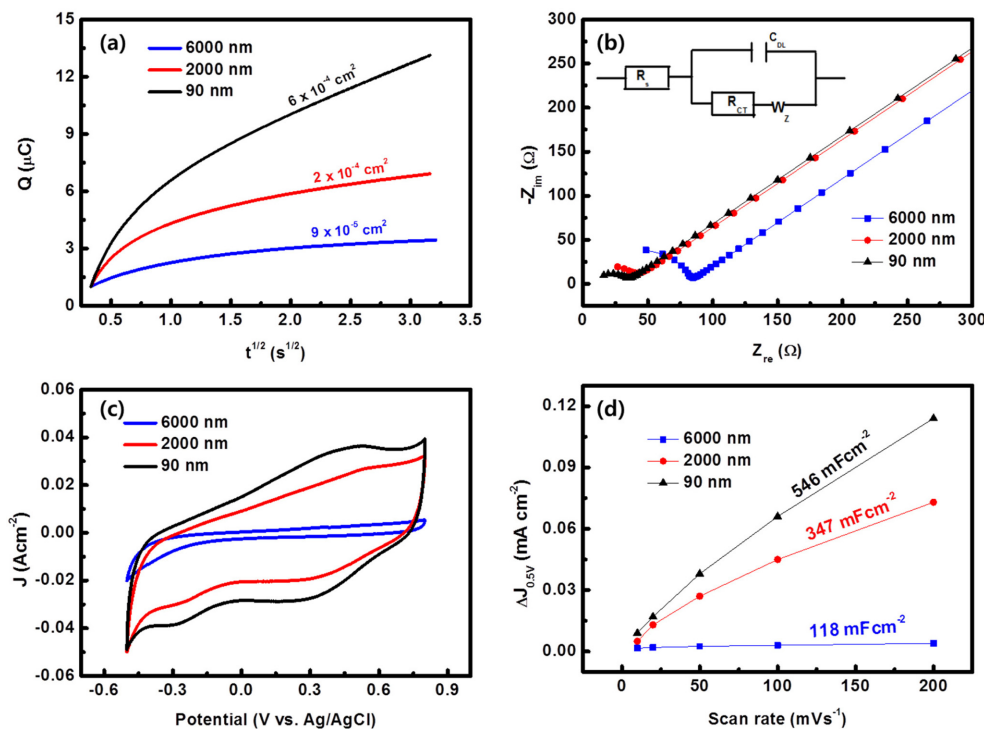 (a)
6000 nm
2000 nm
90 nm
6 x 10⁻⁴ cm²
2 x 10⁻⁴ cm²
9 x 10⁻⁵ cm²
15
12
9
6
3
0
Q (μC)
0.0 0.5 1.0 1.5 2.0 2.5 3.0 3.5
t¹ᐟ² (s¹ᐟ²)
(b)
C_DL
R_s
R_CT
W_Z
6000 nm
2000 nm
90 nm
250
200
150
100
50
0
-Z_im (Ω)
0 50 100 150 200 250 300
Z_re (Ω)
(c)
6000 nm
2000 nm
90 nm
0.06
0.04
0.02
0.00
-0.02
-0.04
-0.06
J (Acm⁻²)
-0.6 -0.3 0.0 0.3 0.6 0.9
Potential (V vs. Ag/AgCl)
(d)
6000 nm
2000 nm
90 nm
546 mFcm⁻²
347 mFcm⁻²
118 mFcm⁻²
0.12
0.09
0.06
0.03
0.00
ΔJ_0.5V (mA cm⁻²)
0 50 100 150 200
Scan rate (mVs⁻¹)